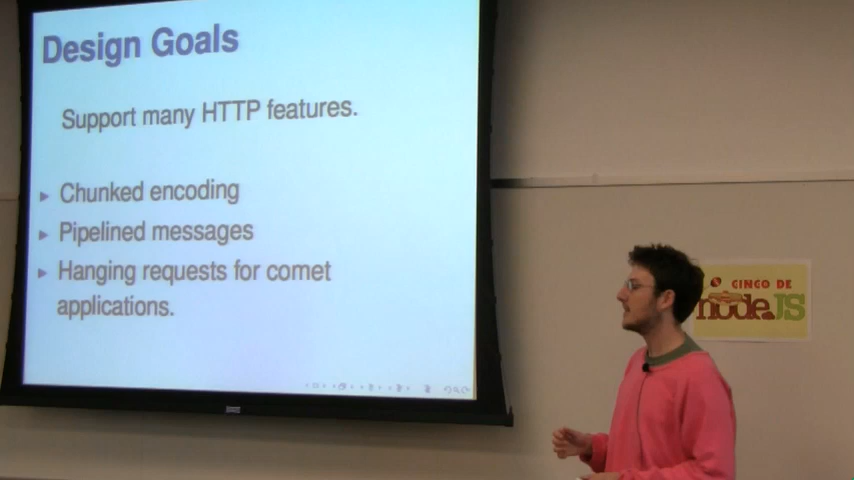 Design Goals
Support many HTTP features.
Chunked encoding
Pipelined messages
Hanging requests for comet
applications.
CINCO DE
node.JS